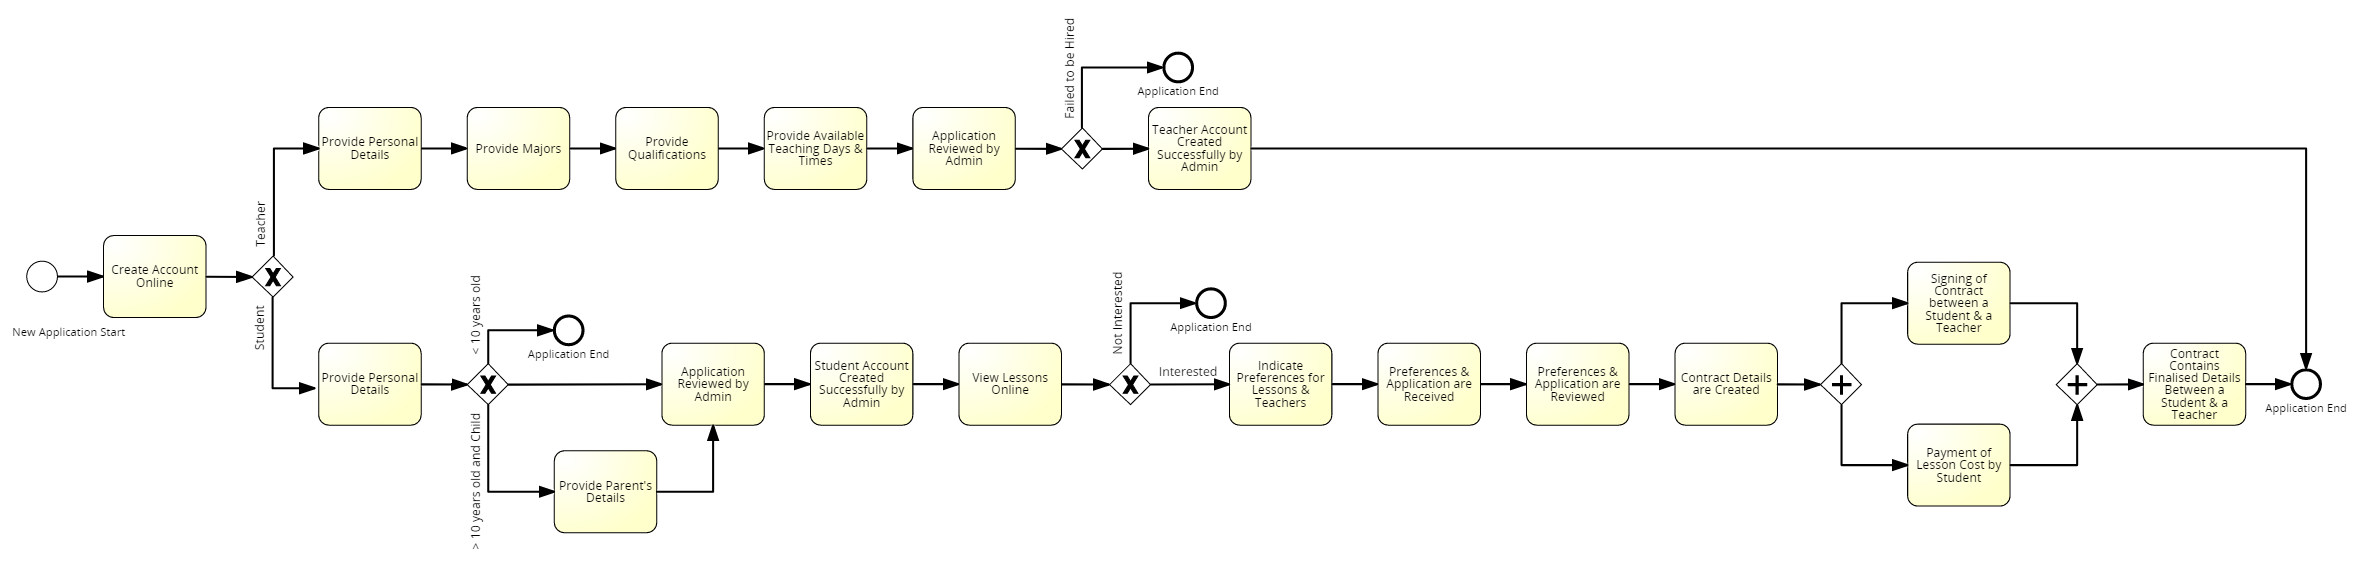 Failed to be Hired
Application End
Provide Personal
Details
Provide Majors
Provide
Qualifications
Provide Available
Teaching Days &
Times
Application
Reviewed by
Admin
Teacher Account
Created
Successfully by
Admin
Teacher
Create Account
Online
New Application Start
Student
Provide Personal
Details
< 10 years old
Application End
> 10 years old and Child
Provide Parent's
Details
Application
Reviewed by
Admin
Student Account
Created
Successfully by
Admin
View Lessons
Online
Not Interested
Application End
Interested
Indicate
Preferences for
Lessons &
Teachers
Preferences &
Application are
Received
Preferences &
Application are
Reviewed
Contract Details
are Created
Signing of
Contract
between a
Student & a
Teacher
Payment of
Lesson Cost by
Student
Contract
Contains
Finalised Details
Between a
Student & a
Teacher
Application End